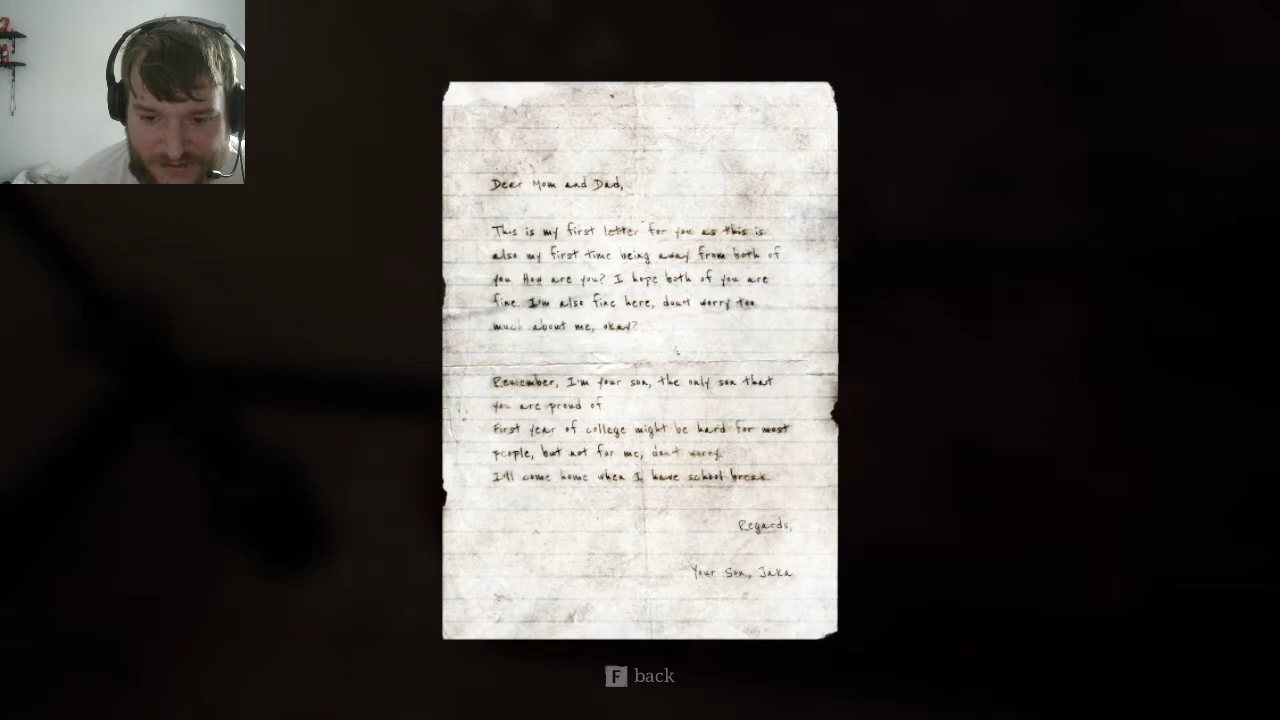 Dear Mom and Dad,
This is my first letter for you as this is
also my first time being away from both of
you. How are you? I hope both of you are
fine. I'm also fine here, don't worry too
much about me, okay?
Remember, I'm your son, the only son that
you are proud of
First year of college might be hard for most
people, but not for me, don't worry.
I'll come home when I have school break.
Regards,
Your Son, Jaka
F back